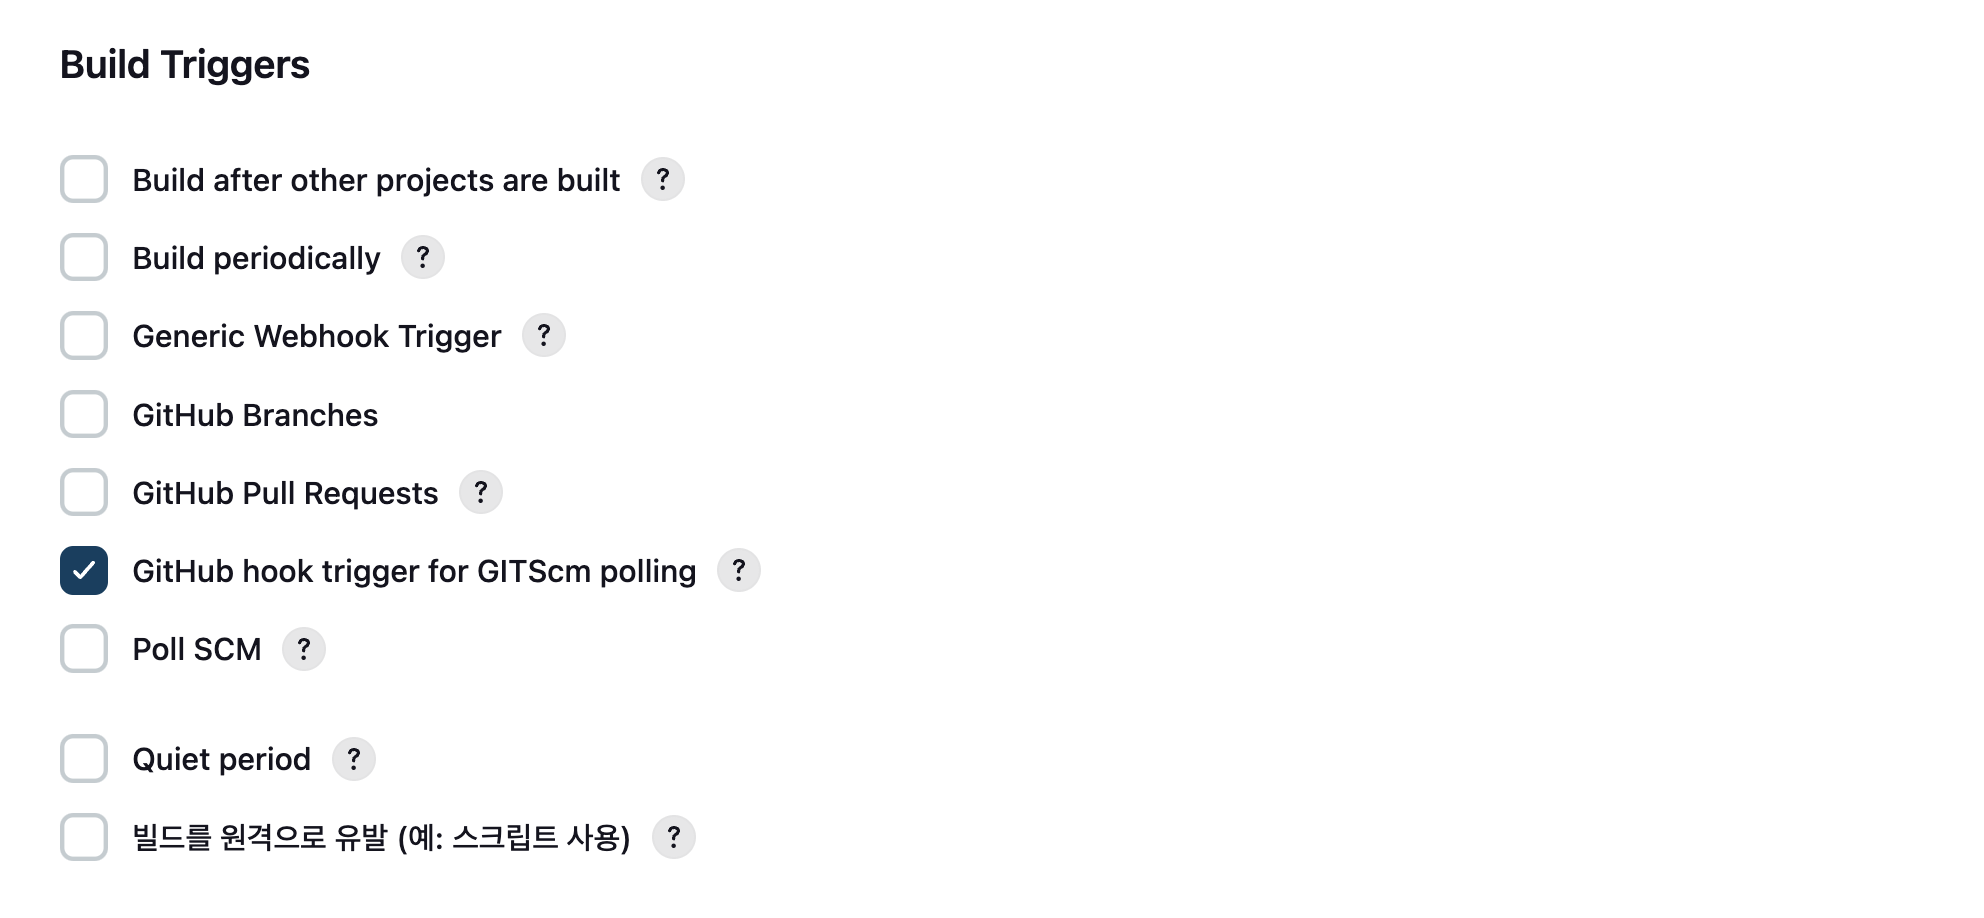 Build Triggers
Build after other projects are built ?
Build periodically ?
Generic Webhook Trigger ?
GitHub Branches
GitHub Pull Requests ?
GitHub hook trigger for GITScm polling ?
Poll SCM ?
Quiet period ?
빌드를 원격으로 유발 (예: 스크립트 사용) ?